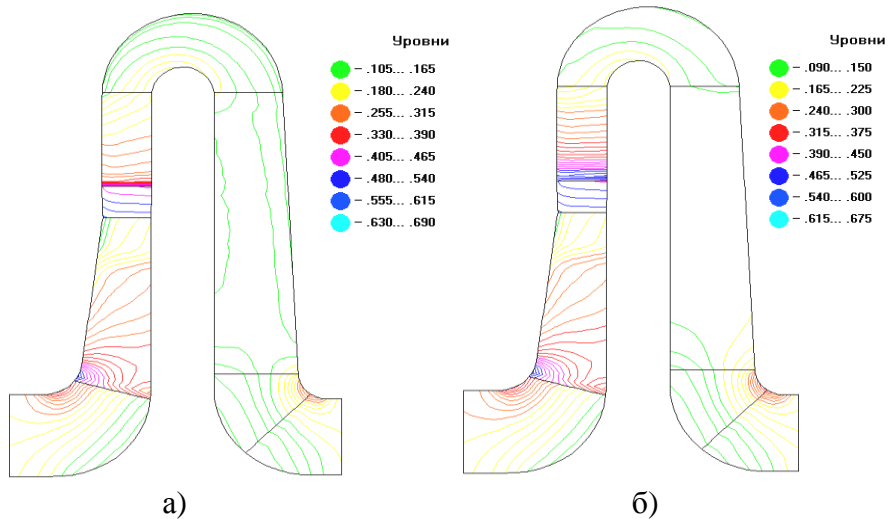 Уровни
- .105... .165
- .180... .240
- .255... .315
- .330... .390
- .405... .465
- .480... .540
- .555... .615
- .630... .690
Уровни
- .090... .150
- .165... .225
- .240... .300
- .315... .375
- .390... .450
- .465... .525
- .540... .600
- .615... .675
а)
б)